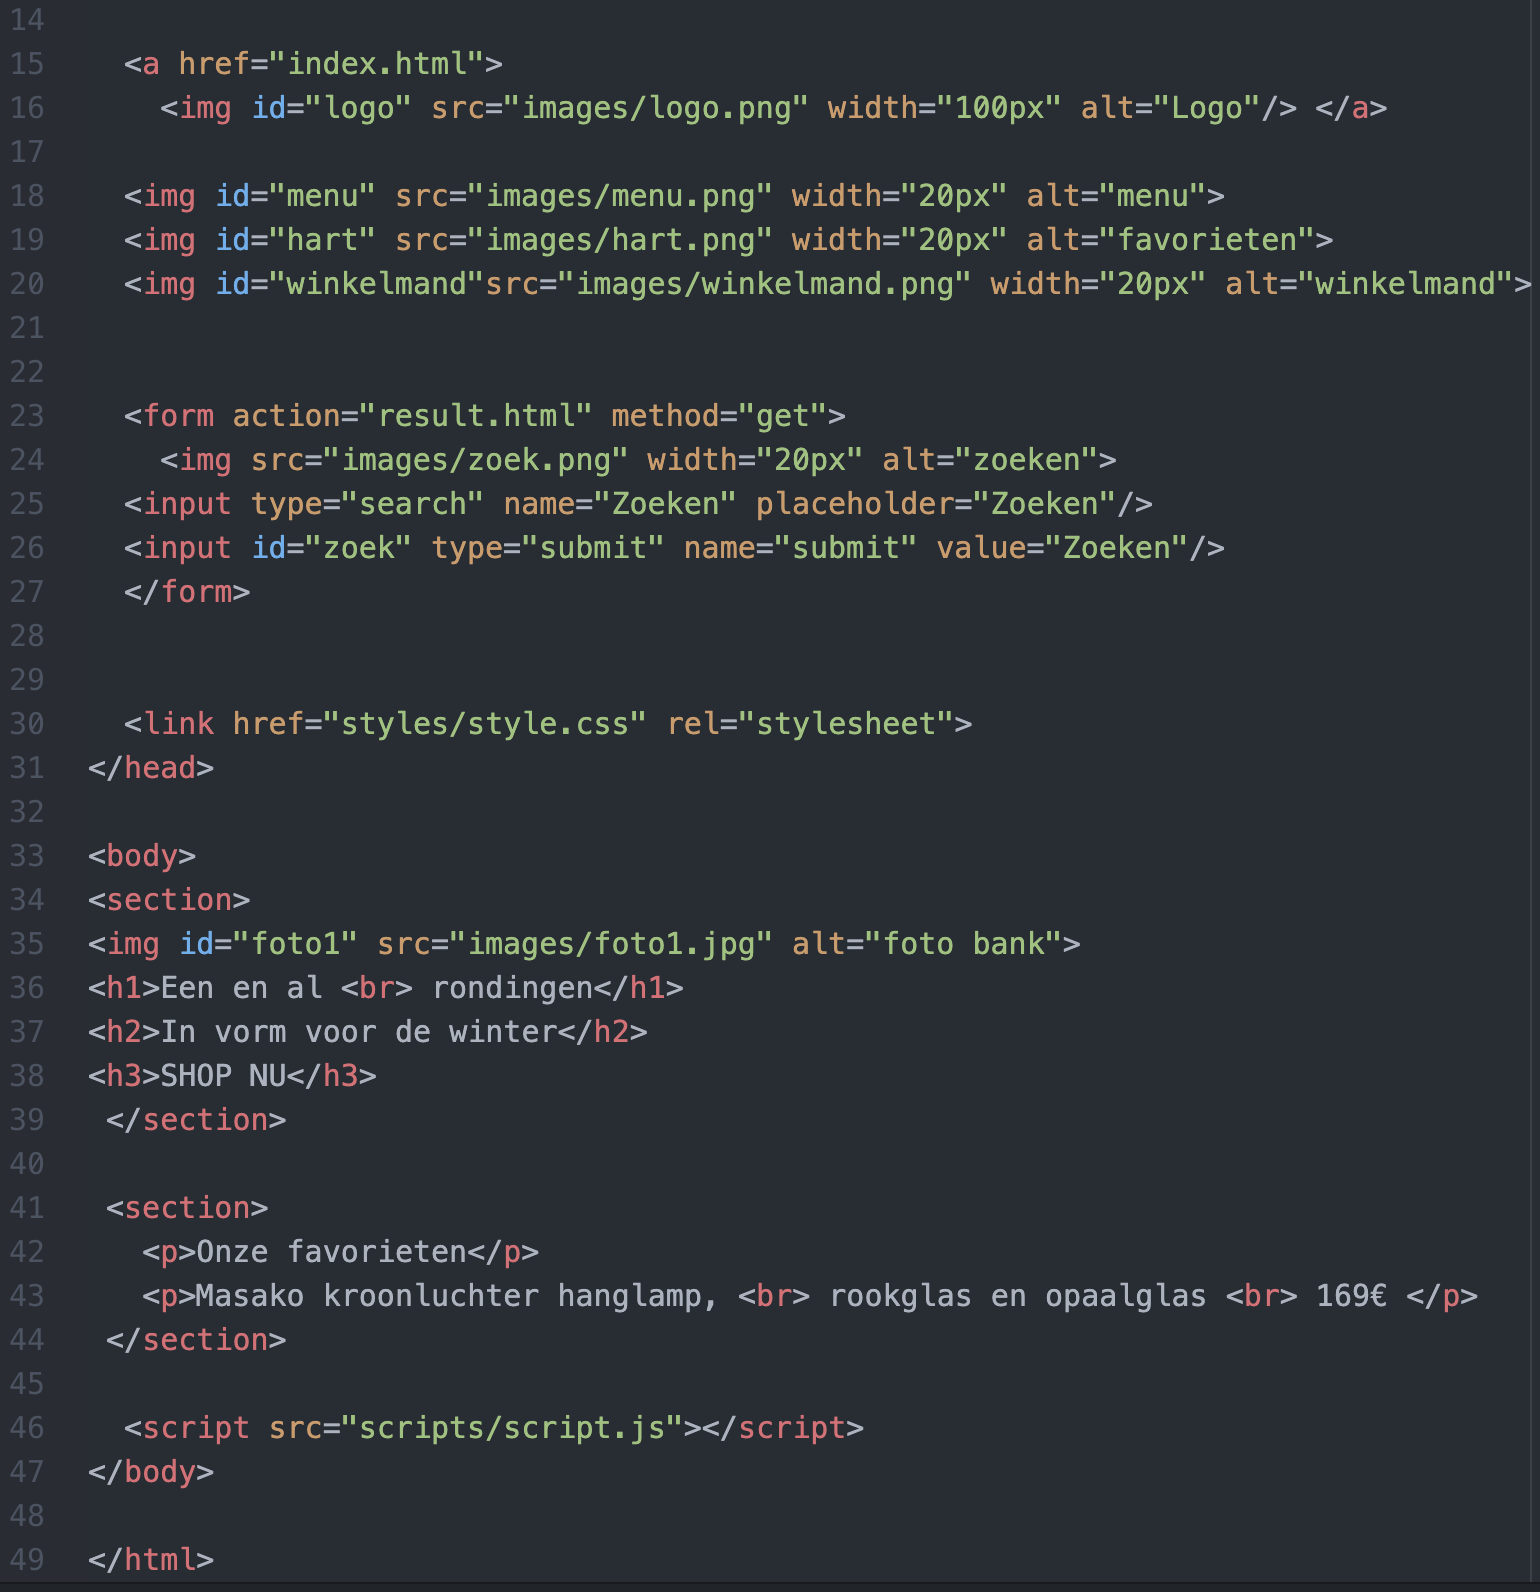 14
15 <a href="index.html">
16 <img id="logo" src="images/logo.png" width="100px" alt="Logo"/> </a>
17
18 <img id="menu" src="images/menu.png" width="20px" alt="menu">
19 <img id="hart" src="images/hart.png" width="20px" alt="favorieten">
20 <img id="winkelmand"src="images/winkelmand.png" width="20px" alt="winkelmand">
21
22
23 <form action="result.html" method="get">
24 <img src="images/zoek.png" width="20px" alt="zoeken">
25 <input type="search" name="Zoeken" placeholder="Zoeken"/>
26 <input id="zoek" type="submit" name="submit" value="Zoeken"/>
27 </form>
28
29
30 <link href="styles/style.css" rel="stylesheet">
31 </head>
32
33 <body>
34 <section>
35 <img id="foto1" src="images/foto1.jpg" alt="foto bank">
36 <h1>Een en al <br> rondingen</h1>
37 <h2>In vorm voor de winter</h2>
38 <h3>SHOP NU</h3>
39 </section>
40
41 <section>
42 <p>Onze favorieten</p>
43 <p>Masako kroonluchter hanglamp, <br> rookglas en opaalglas <br> 169€ </p>
44 </section>
45
46 <script src="scripts/script.js"></script>
47 </body>
48
49 </html>